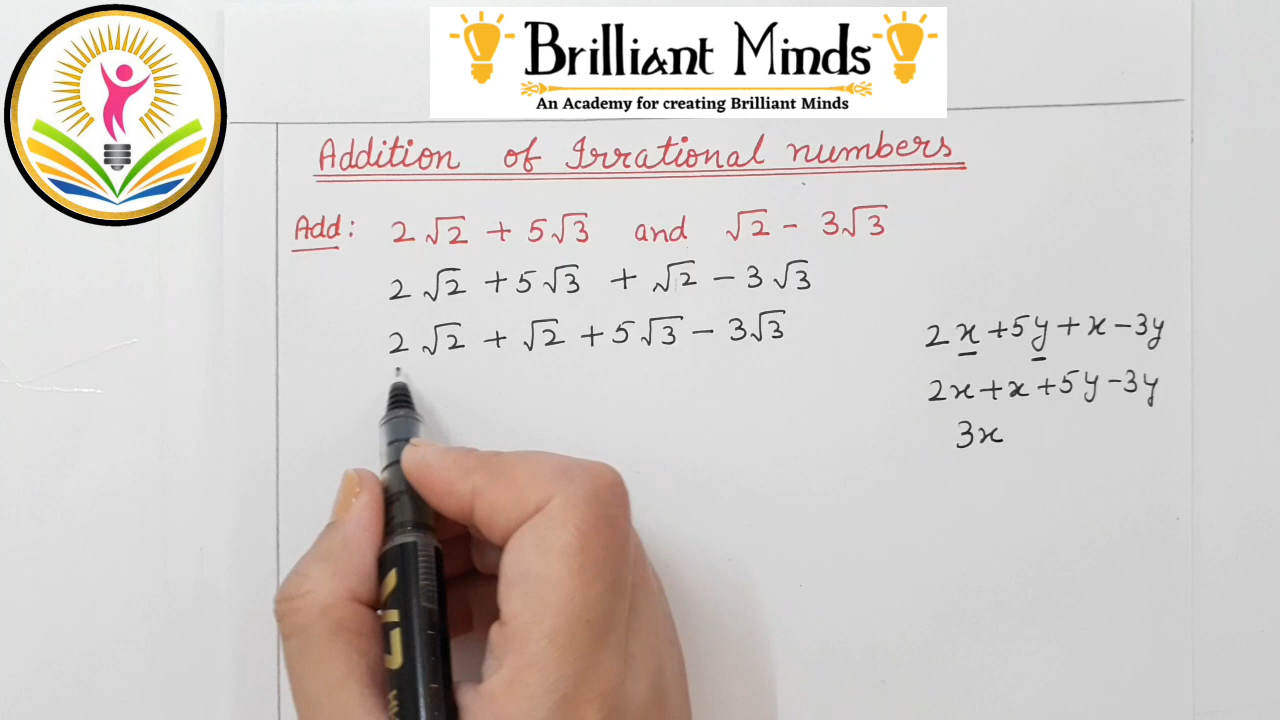 Brilliant Minds
An Academy for creating Brilliant Minds
Addition of Irrational numbers
Add: 2√2 + 5√3 and √2 - 3√3
2√2 + 5√3 + √2 - 3√3
2√2 + √2 + 5√3 - 3√3
2x + 5y + x - 3y
2x + x + 5y - 3y
3x